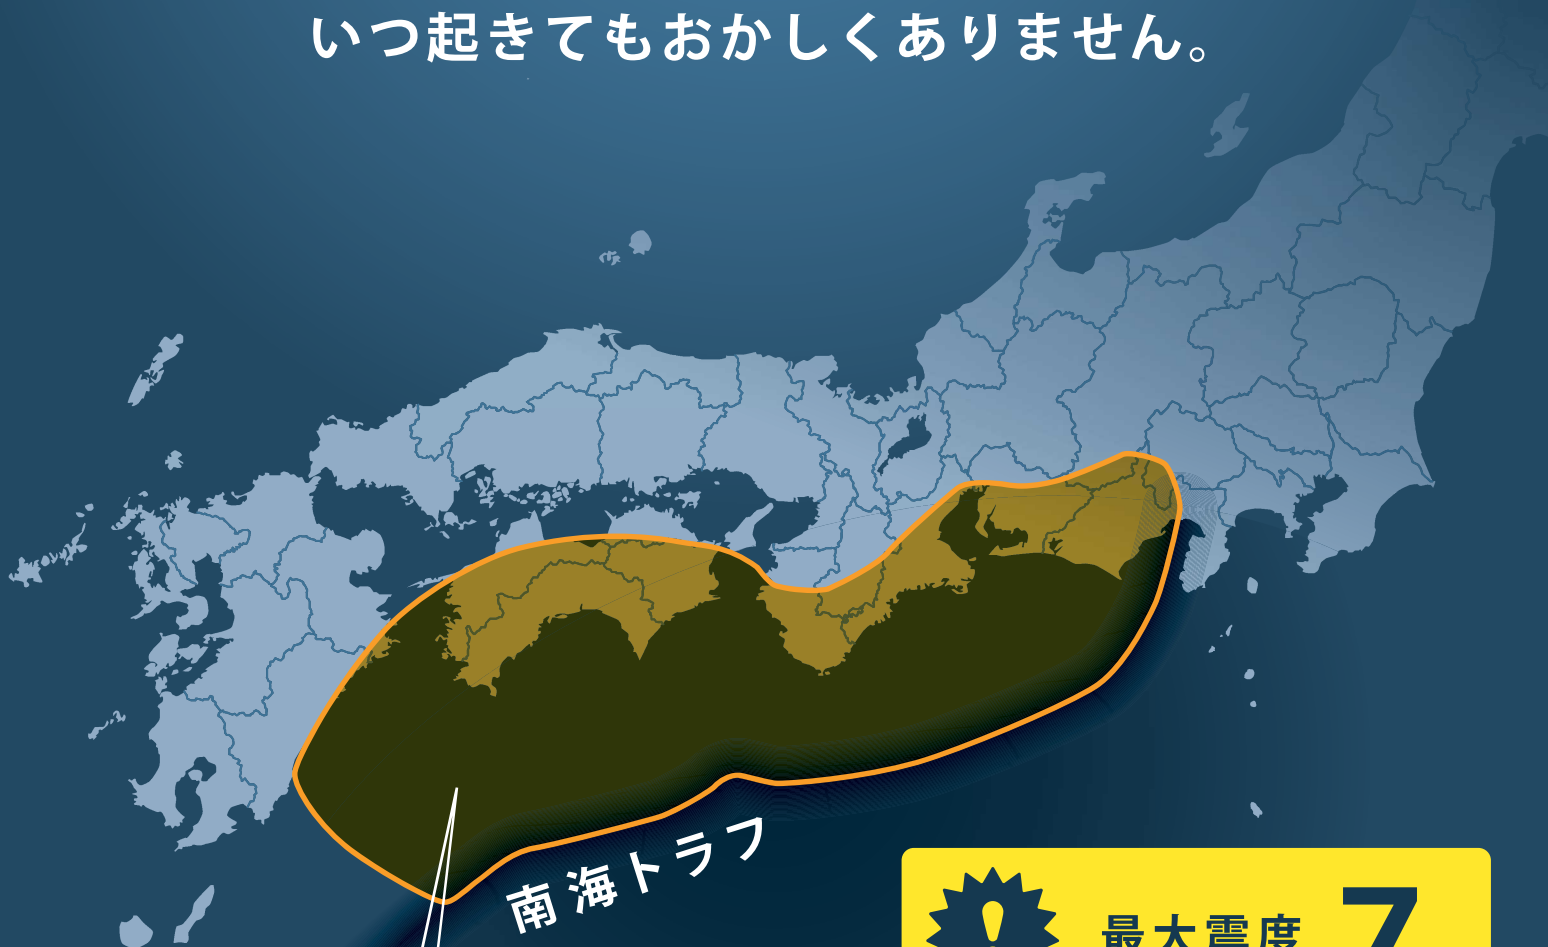 いつ起きてもおかしくありません。
南海トラフ
最大震度 7